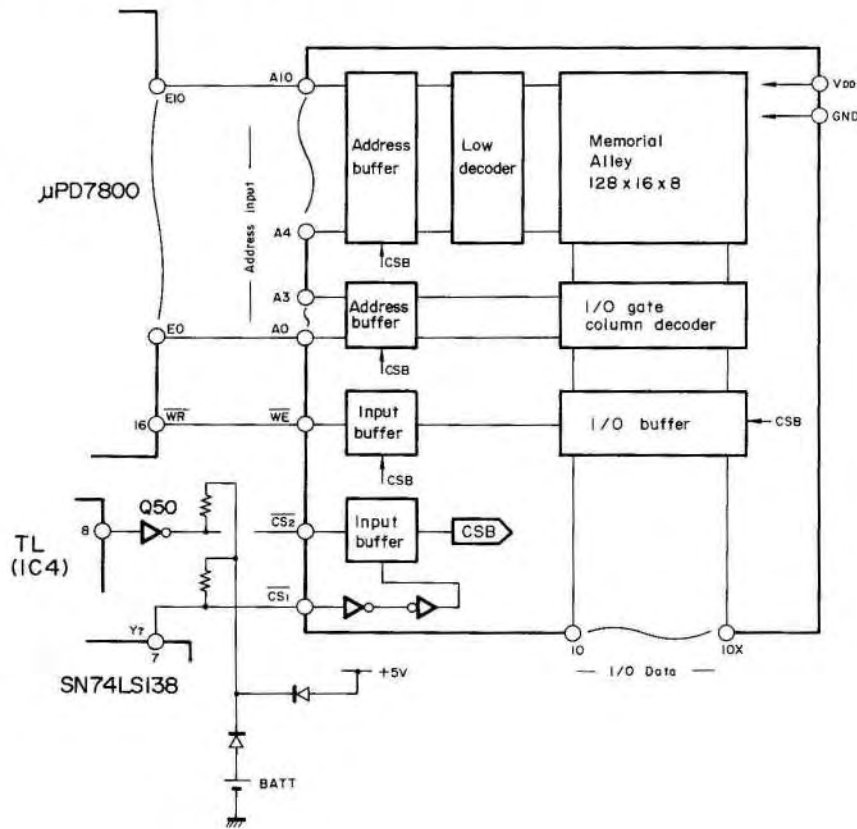 E10
A10
VDD
GND
Address
buffer
Low
decoder
Memorial
Alley
128 x 16 x 8
μPD7800
Address input
A4
CSB
A3
Address
buffer
I/O gate
column decoder
E0
A0
CSB
16
WR
WE
Input
buffer
I/O buffer
CSB
CSB
Q50
8
CS2
Input
buffer
CSB
TL
(IC4)
CS1
Y7
7
IO
IOX
I/O Data
SN74LS138
+5V
BATT